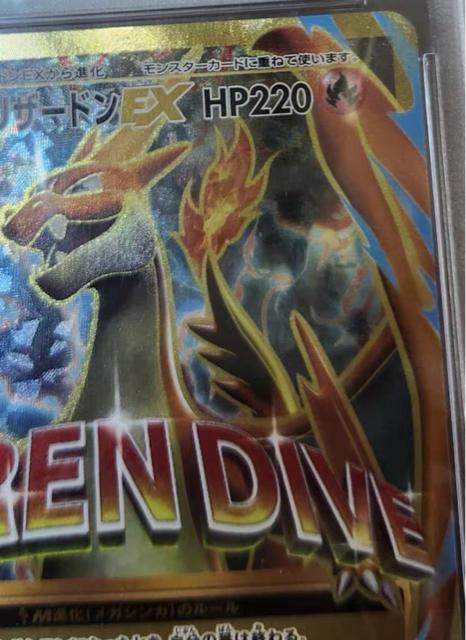 ンEXから進化 モンスターカードに重ねて使います。
リザードンEX HP220
REN DIVE
M進化(メガシンカ)のルール